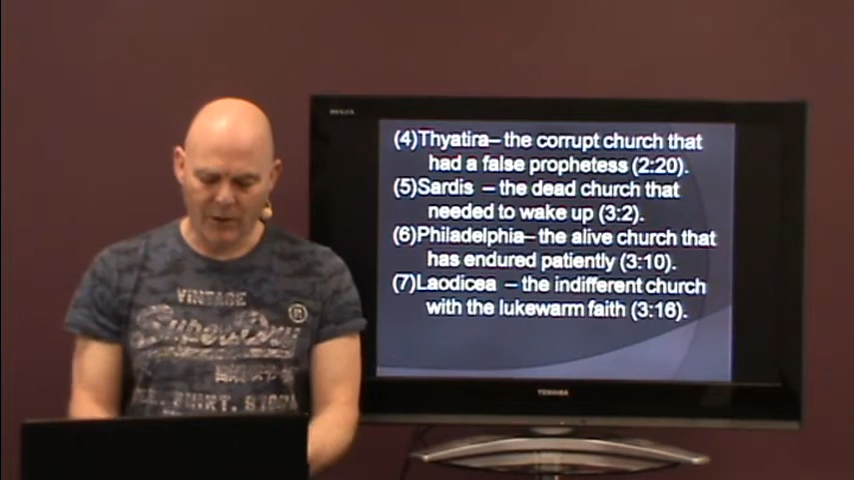 (4)Thyatira– the corrupt church that
had a false prophetess (2:20).
(5)Sardis – the dead church that
needed to wake up (3:2).
(6)Philadelphia– the alive church that
has endured patiently (3:10).
(7)Laodicea – the indifferent church
with the lukewarm faith (3:16).
TOSHIBA
VINTAGE
Superdry
®